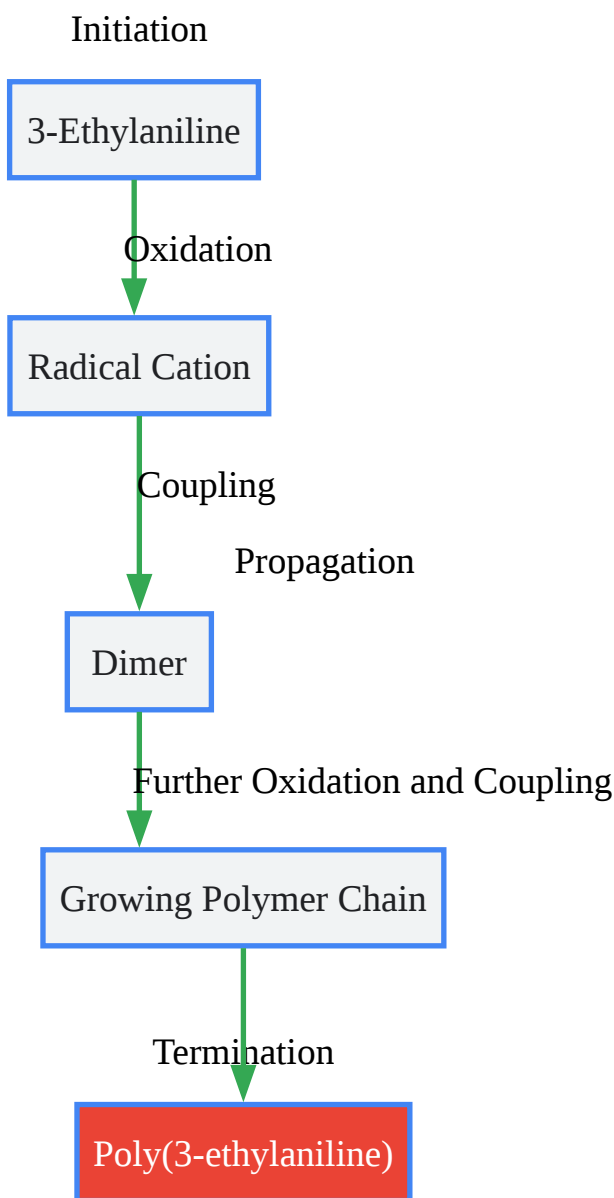 Initiation
3-Ethylaniline
Oxidation
Radical Cation
Coupling
Propagation
Dimer
Further Oxidation and Coupling
Growing Polymer Chain
Termination
Poly(3-ethylaniline)